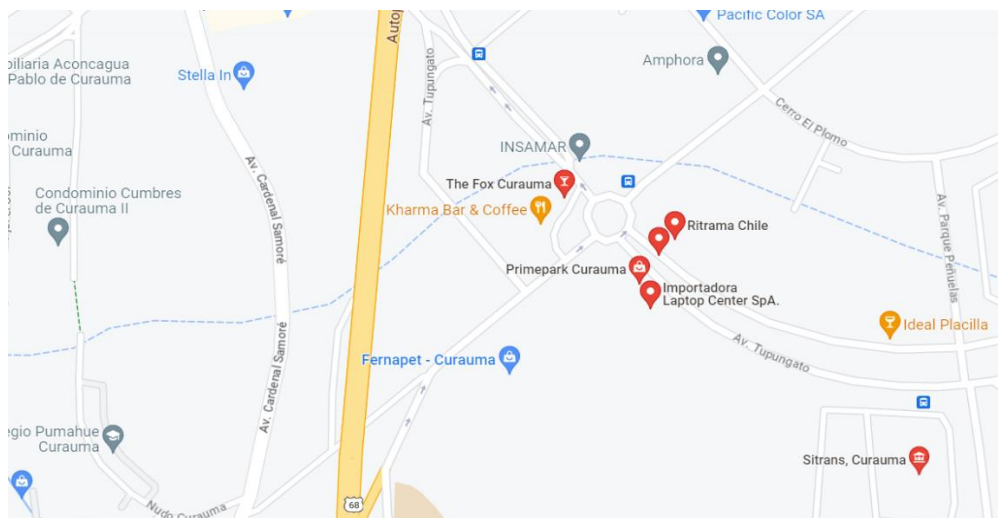 Pacific Color SA
Autop
biliaria Aconcagua
Pablo de Curauma
Stella In
Amphora
Av. Tupungato
Cerro El Plomo
ominio
Curauma
INSAMAR
Av. Cardenal Samoré
The Fox Curauma
Condominio Cumbres
de Curauma II
Kharma Bar & Coffee
Av. Parque Peñuelas
Ritrama Chile
Primepark Curauma
Importadora
Laptop Center SpA.
Ideal Placilla
Av. Cardenal Samoré
Av. Tupungato
Fernapet - Curauma
egio Pumahue
Curauma
Sitrans, Curauma
68
Nudo Curauma